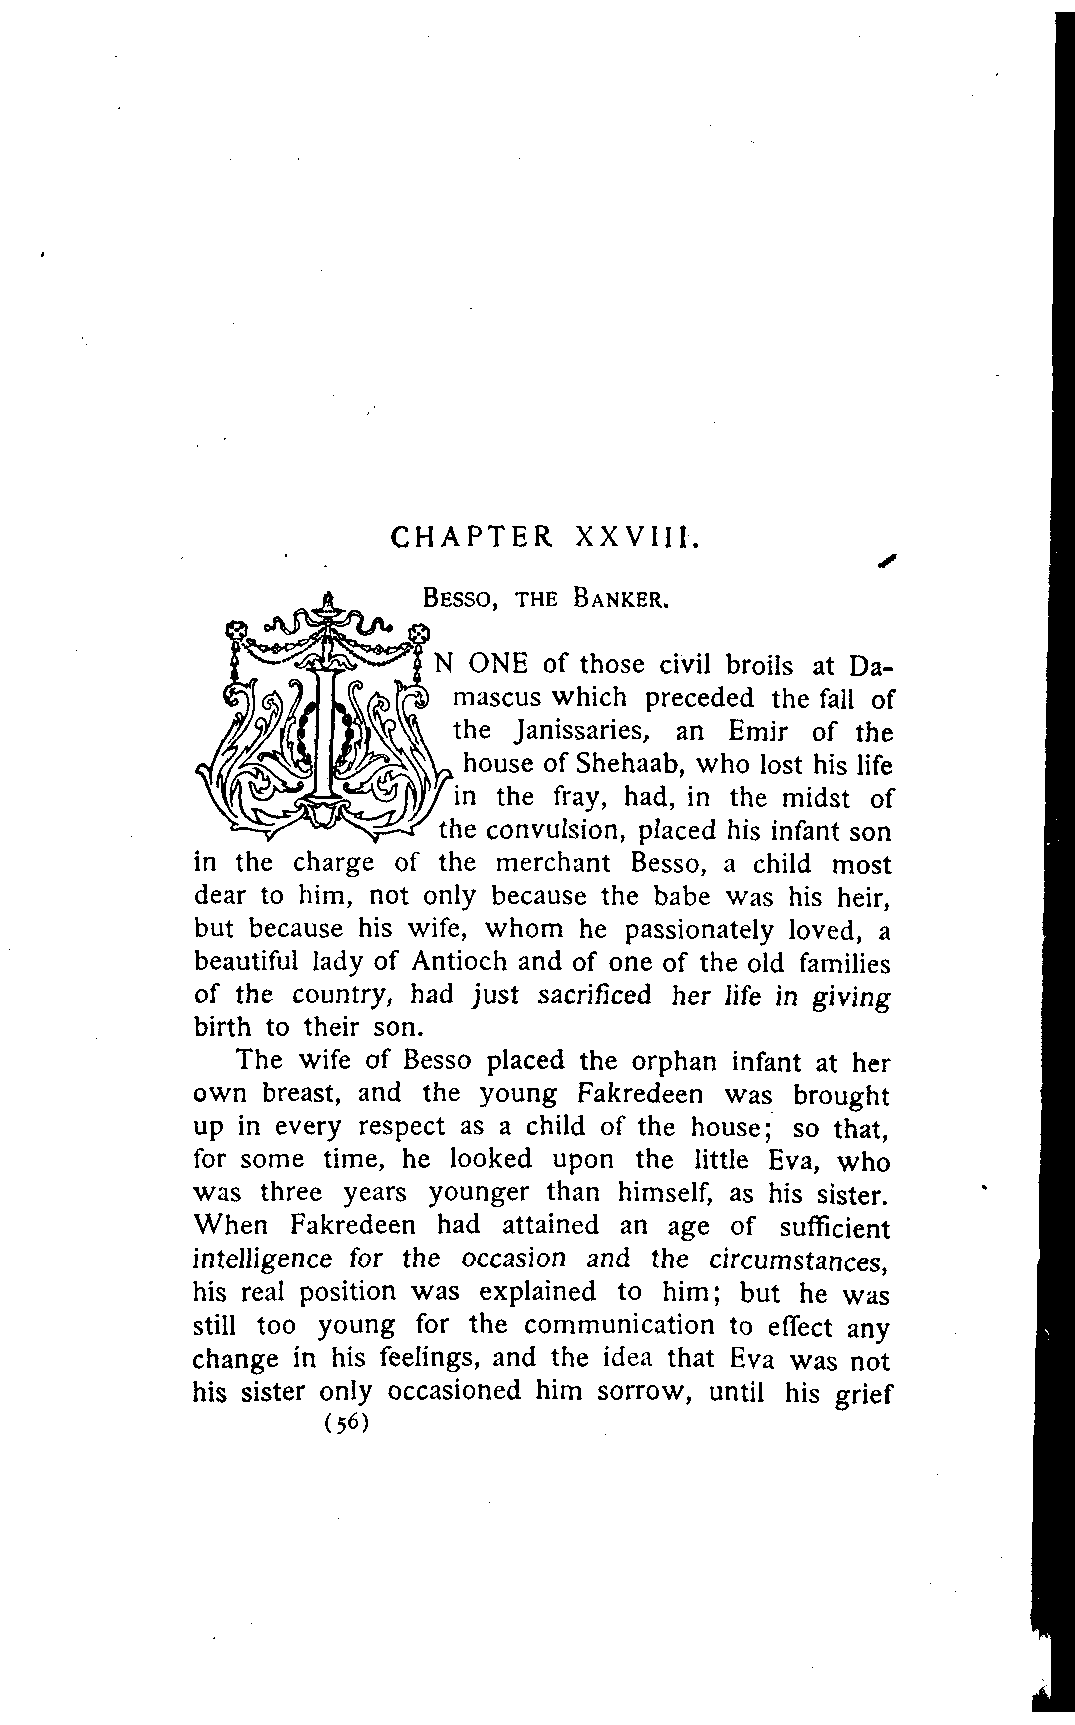 CHAPTER XXVIII.
BESSO, THE BANKER.
IN ONE of those civil broils at Da-
mascus which preceded the fall of
the Janissaries, an Emir of the
house of Shehaab, who lost his life
in the fray, had, in the midst of
the convulsion, placed his infant son
in the charge of the merchant Besso, a child most
dear to him, not only because the babe was his heir,
but because his wife, whom he passionately loved, a
beautiful lady of Antioch and of one of the old families
of the country, had just sacrificed her life in giving
birth to their son.
The wife of Besso placed the orphan infant at her
own breast, and the young Fakredeen was brought
up in every respect as a child of the house; so that,
for some time, he looked upon the little Eva, who
was three years younger than himself, as his sister.
When Fakredeen had attained an age of sufficient
intelligence for the occasion and the circumstances,
his real position was explained to him; but he was
still too young for the communication to effect any
change in his feelings, and the idea that Eva was not
his sister only occasioned him sorrow, until his grief
(56)